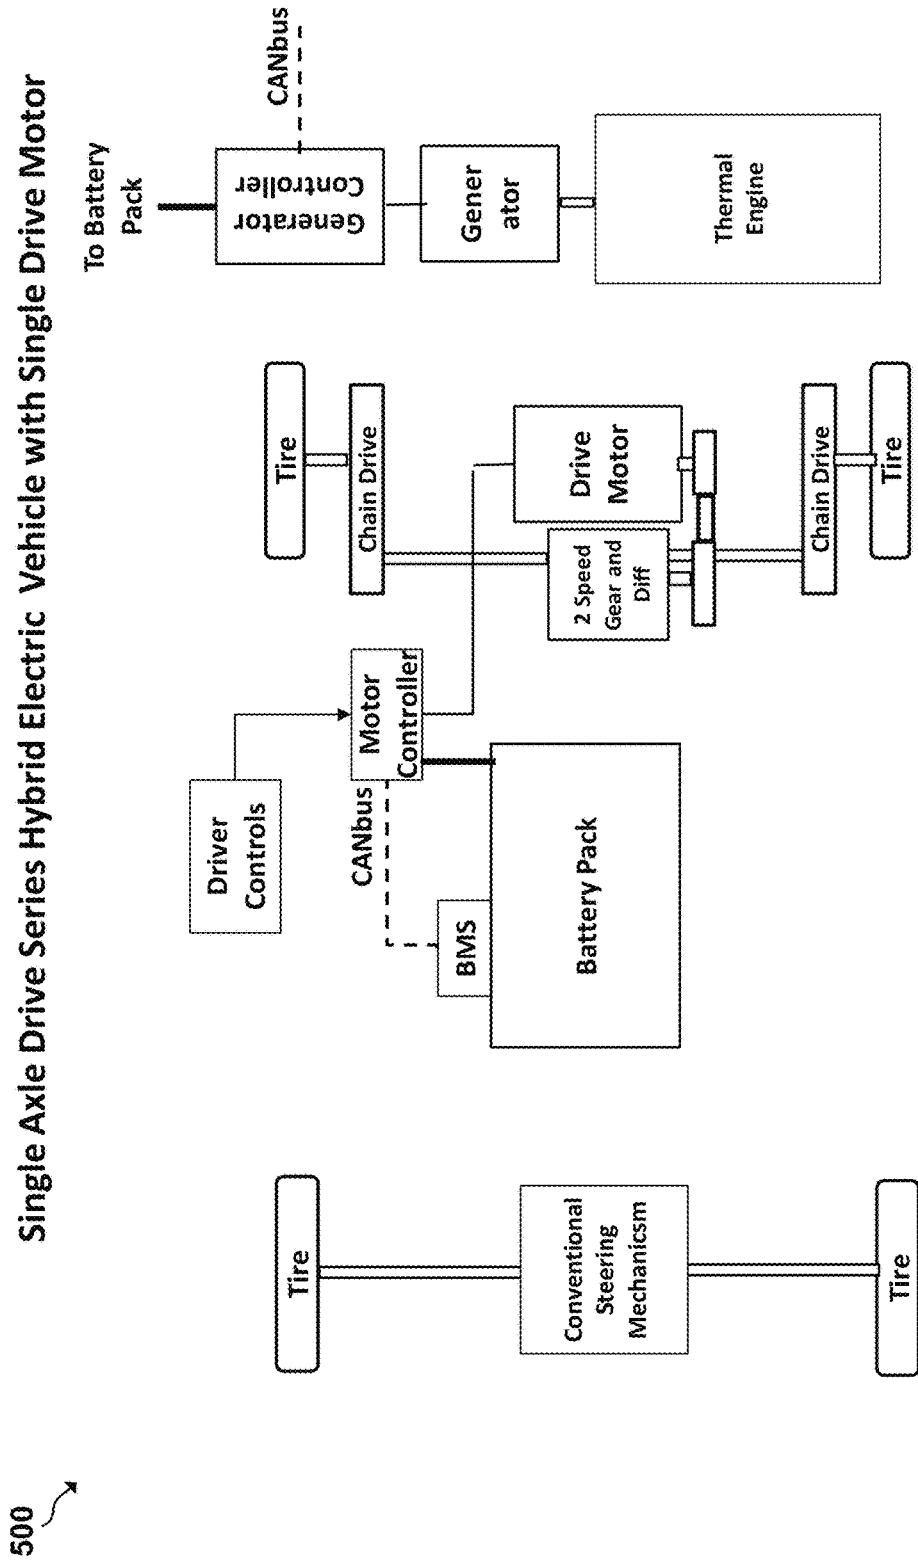 500
Single Axle Drive Series Hybrid Electric Vehicle with Single Drive Motor
Tire
Conventional
Steering
Mechanicsm
Tire
Driver
Controls
CANbus
BMS
Battery Pack
Motor
Controller
Tire
Chain Drive
2 Speed
Gear and
Diff
Drive
Motor
Chain Drive
Tire
To Battery
Pack
CANbus
Generator
Controller
Gener
ator
Thermal
Engine